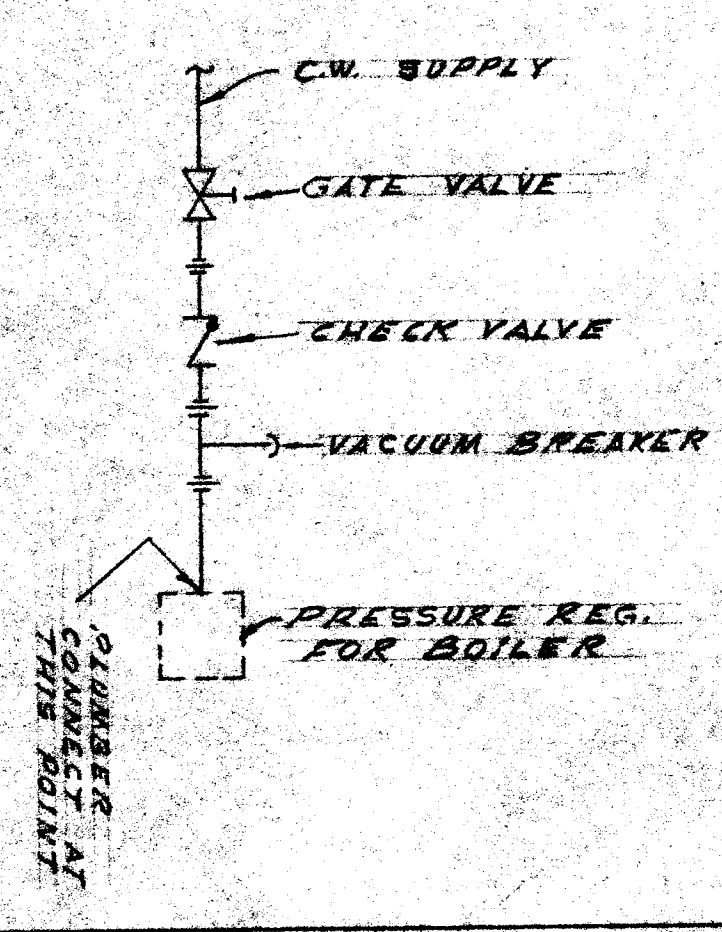 C.W. SUPPLY
GATE VALVE
CHECK VALVE
VACUUM BREAKER
PRESSURE REG.
FOR BOILER
PLUMBER
CONNECT AT
THIS POINT